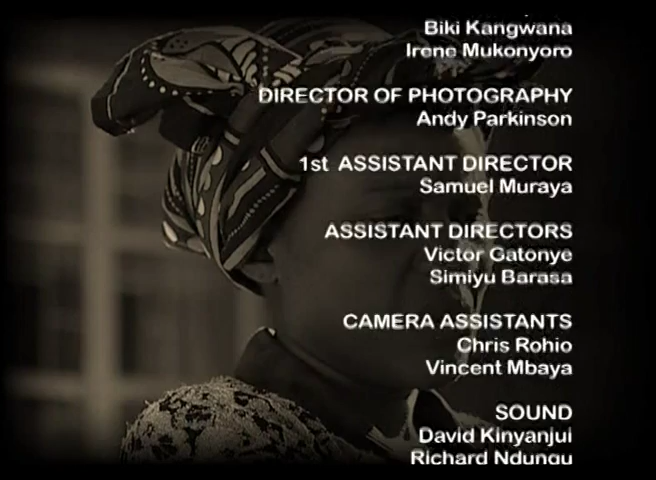 Biki Kangwana
Irene Mukonyoro
DIRECTOR OF PHOTOGRAPHY
Andy Parkinson
1st ASSISTANT DIRECTOR
Samuel Muraya
ASSISTANT DIRECTORS
Victor Gatonye
Simiyu Barasa
CAMERA ASSISTANTS
Chris Rohio
Vincent Mbaya
SOUND
David Kinyanjui
Richard Ndungu